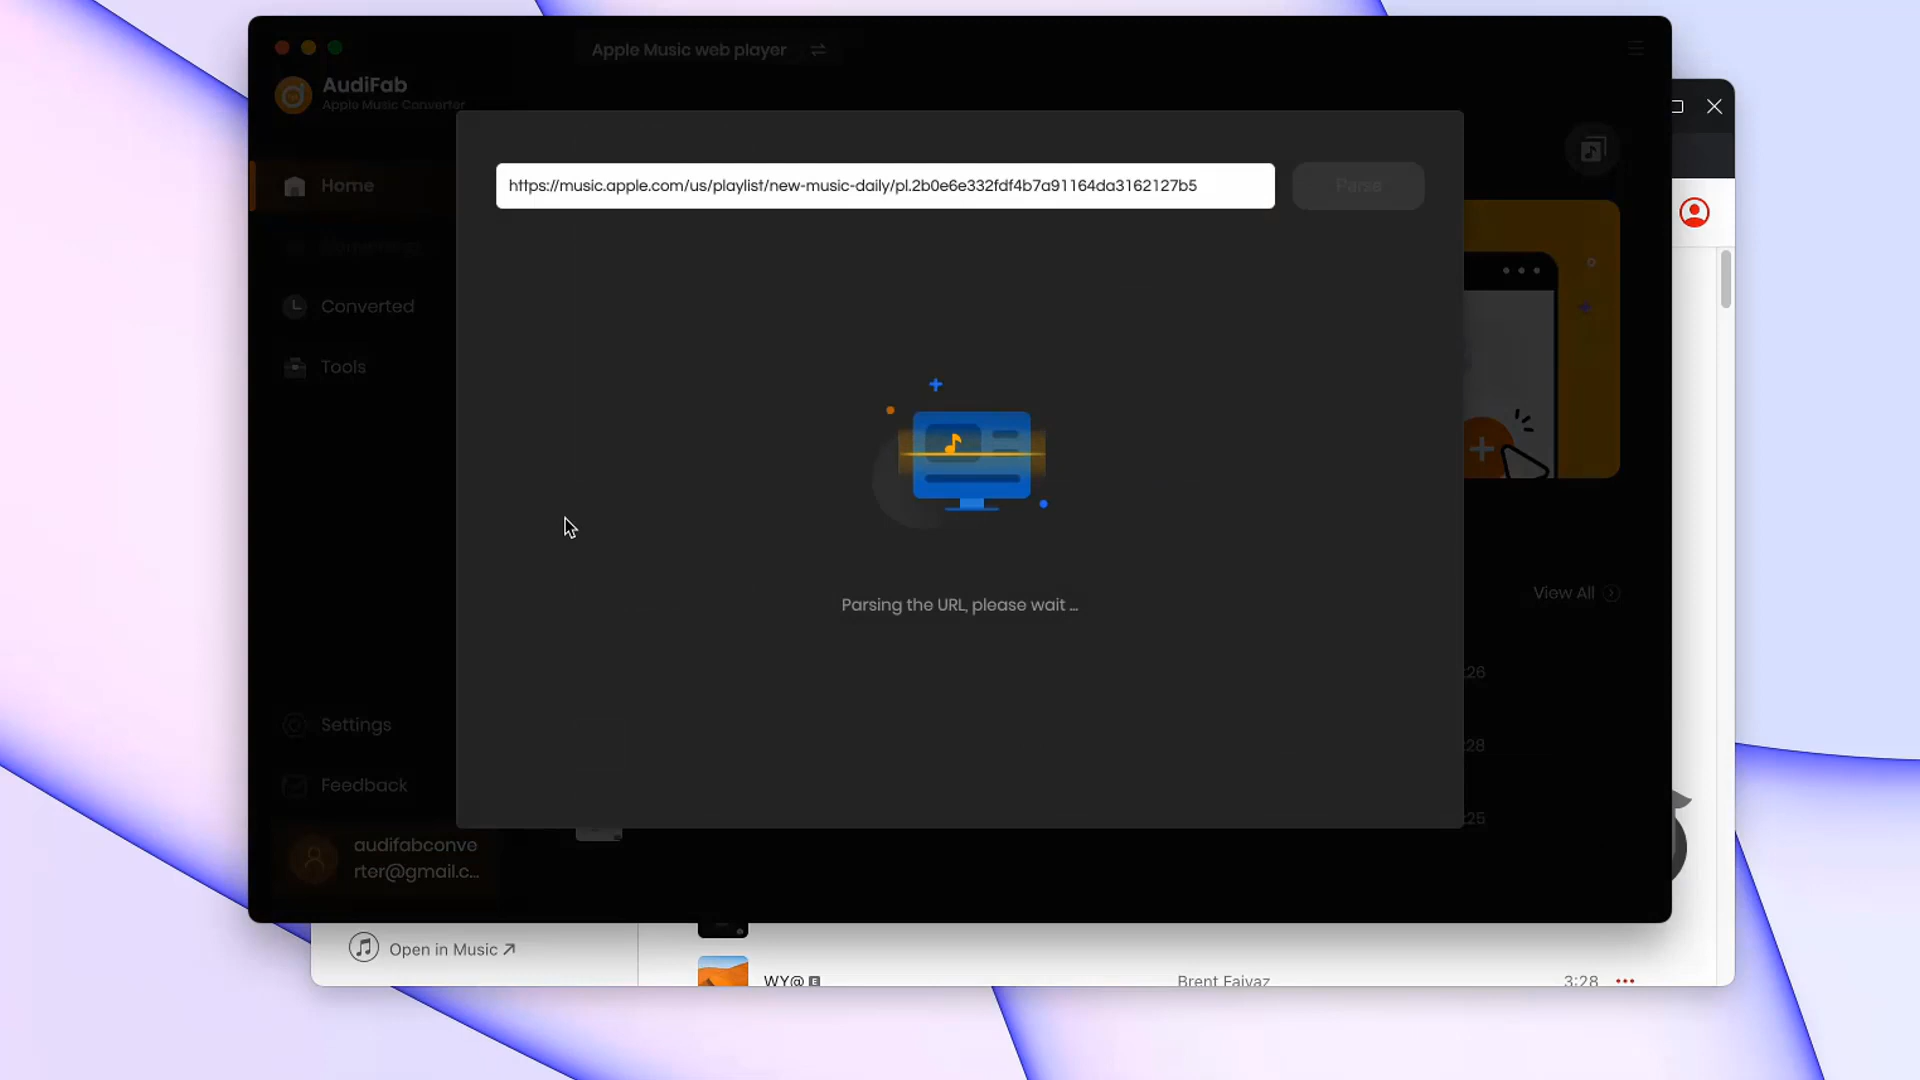 Apple Music web player
AudiFab
Apple Music Converter
https://music.apple.com/us/playlist/new-music-daily/pl.2b0e6e332fdf4b7a91164da3162127b5
Parse
Home
Converting
Converted
Tools
Parsing the URL, please wait ...
View All
:26
:28
:25
Settings
Feedback
audifabconve
rter@gmail.c...
Open in Music ↗
WY@ E
Brent Faiyaz
3:28